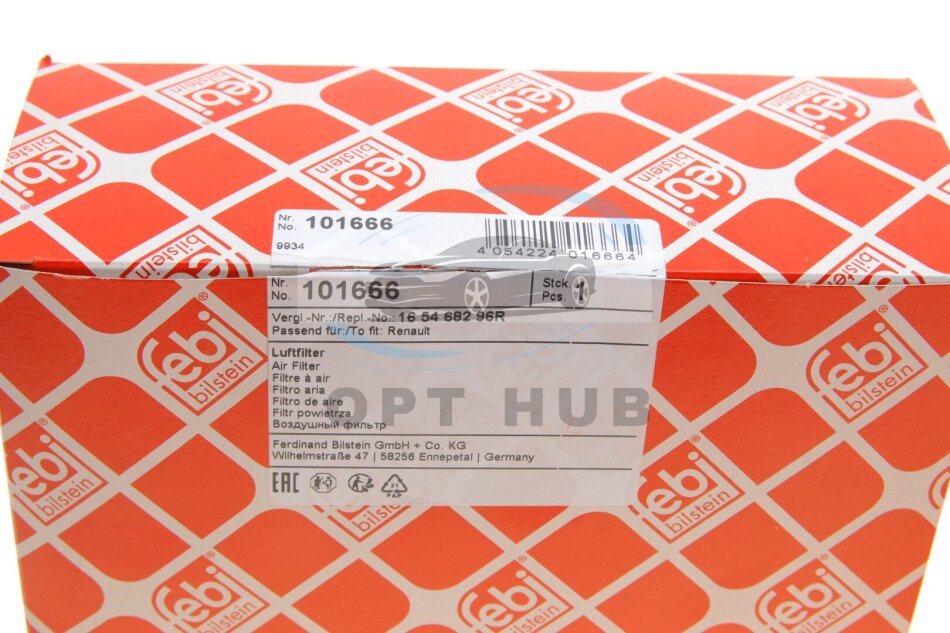 febi
bilstein
Nr.
No. 101666
9934
4 054224 016664
Nr.
No. 101666
Stck.
Pcs. 1
Vergl.-Nr.:/Repl.-No.: 16 54 682 96R
Passend für:/To fit: Renault
Luftfilter
Air Filter
Filtre à air
Filtro aria
Filtro de aire
Filtr powietrza
Воздушный фильтр
Ferdinand Bilstein GmbH + Co. KG
Wilhelmstraße 47 | 58256 Ennepetal | Germany
EAC
21
PAP
OPT HUB